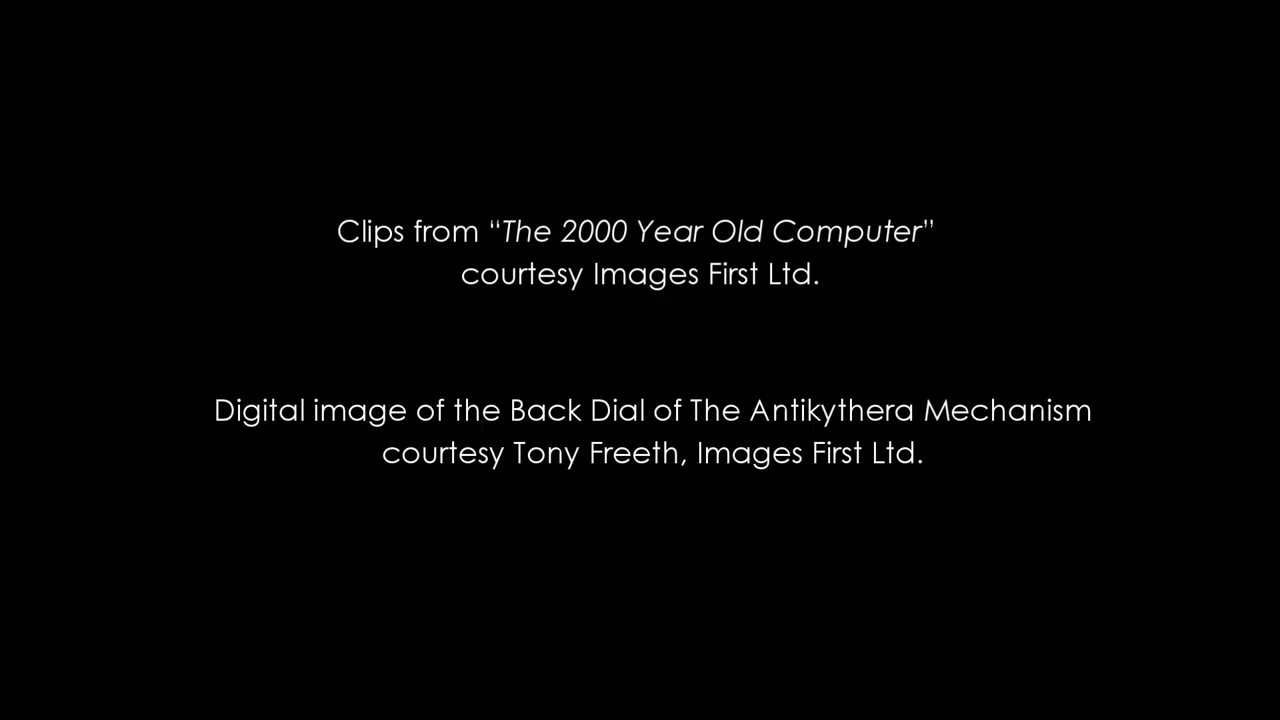 Clips from “The 2000 Year Old Computer”
courtesy Images First Ltd.
Digital image of the Back Dial of The Antikythera Mechanism
courtesy Tony Freeth, Images First Ltd.